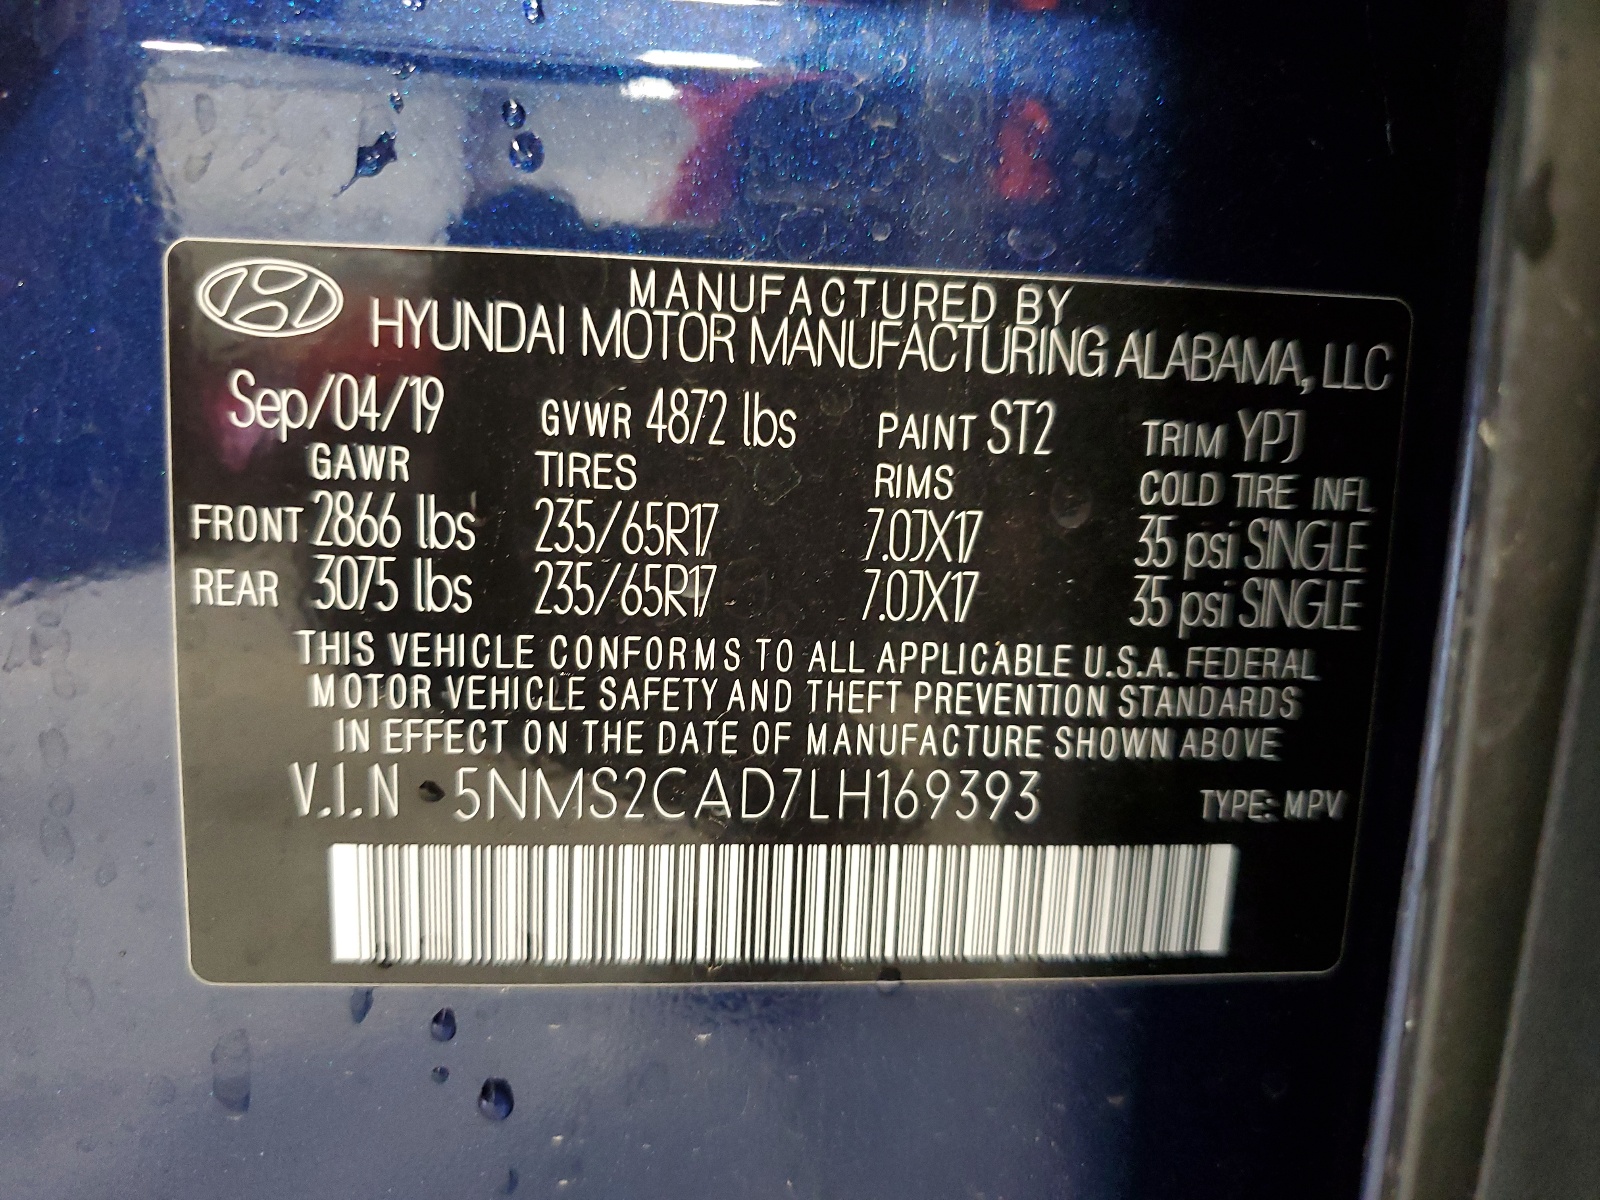 MANUFACTURED BY
HYUNDAI MOTOR MANUFACTURING ALABAMA, LLC
Sep/04/19 GVWR 4872 lbs PAINT ST2 TRIM YPJ
GAWR TIRES RIMS COLD TIRE INFL
FRONT 2866 lbs 235/65R17 7.0JX17 35 psi SINGLE
REAR 3075 lbs 235/65R17 7.0JX17 35 psi SINGLE
THIS VEHICLE CONFORMS TO ALL APPLICABLE U.S.A. FEDERAL
MOTOR VEHICLE SAFETY AND THEFT PREVENTION STANDARDS
IN EFFECT ON THE DATE OF MANUFACTURE SHOWN ABOVE
V.I.N 5NMS2CAD7LH169393 TYPE: MPV